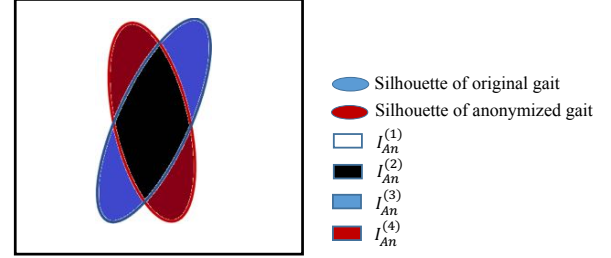 Silhouette of original gait
Silhouette of anonymized gait
I_{An}^{(1)}
I_{An}^{(2)}
I_{An}^{(3)}
I_{An}^{(4)}